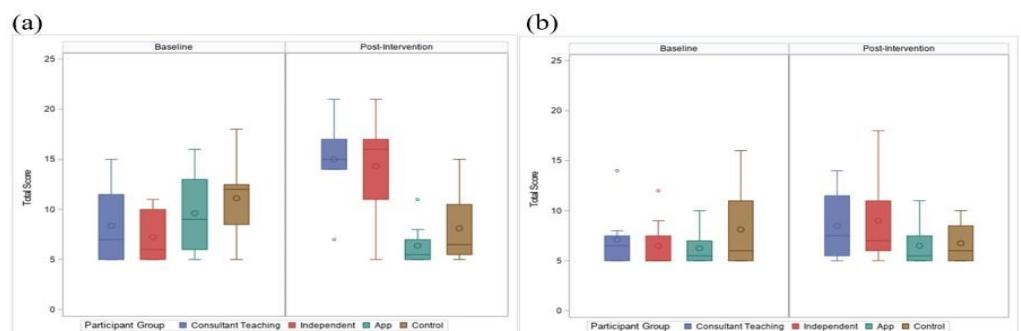 (a)
Baseline
Post-Intervention
25
20
15
10
5
0
Total Score
Participant Group Consultant Teaching Independent App Control
(b)
Baseline
Post-Intervention
25
20
15
10
5
0
Total Score
Participant Group Consultant Teaching Independent App Control